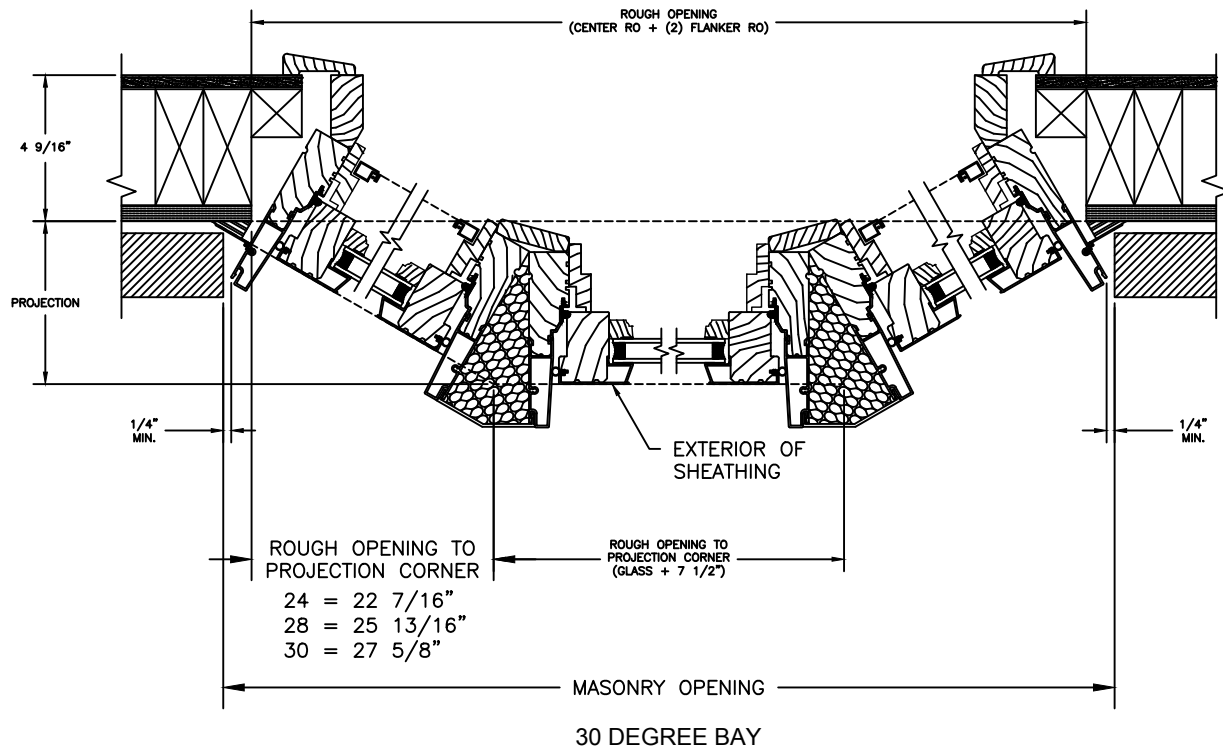 ROUGH OPENING
(CENTER RO + (2) FLANKER RO)
4 9/16”
PROJECTION
1/4”
MIN.
1/4”
MIN.
EXTERIOR OF
SHEATHING
ROUGH OPENING TO
PROJECTION CORNER
24 = 22 7/16”
28 = 25 13/16”
30 = 27 5/8”
ROUGH OPENING TO
PROJECTION CORNER
(GLASS + 7 1/2”)
MASONRY OPENING
30 DEGREE BAY